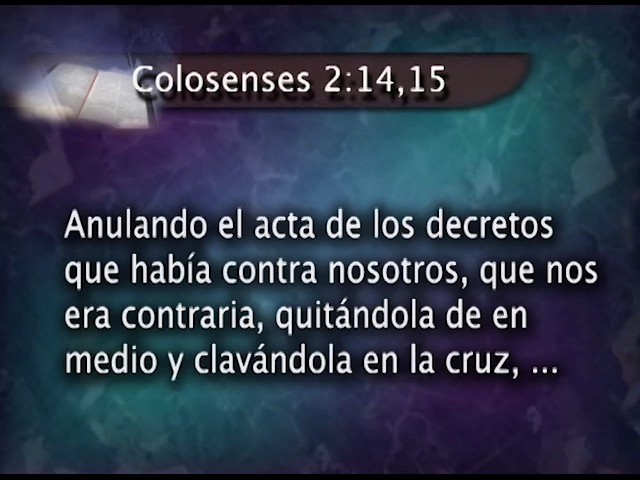 Colosenses 2:14,15
Anulando el acta de los decretos
que había contra nosotros, que nos
era contraria, quitándola de en
medio y clavándola en la cruz, ...